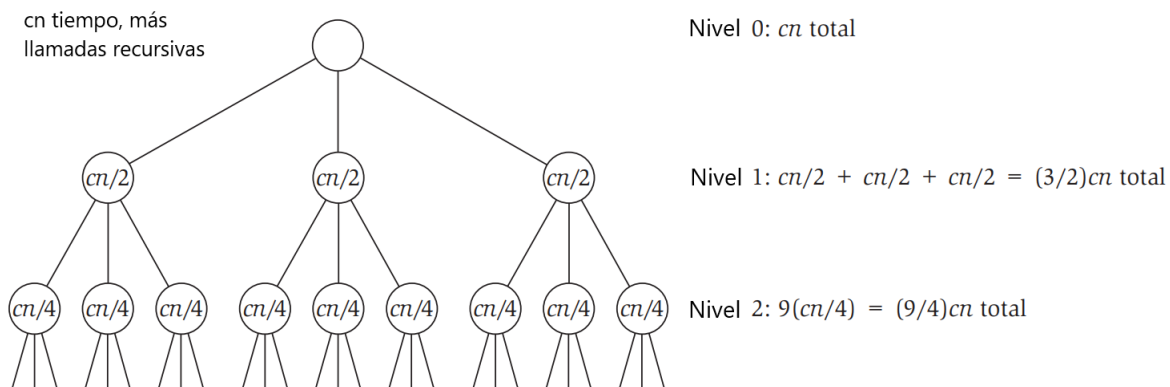 cn tiempo, más
llamadas recursivas
Nivel 0: cn total
cn/2 cn/2 cn/2
Nivel 1: cn/2 + cn/2 + cn/2 = (3/2)cn total
cn/4 cn/4 cn/4 cn/4 cn/4 cn/4 cn/4 cn/4 cn/4
Nivel 2: 9(cn/4) = (9/4)cn total